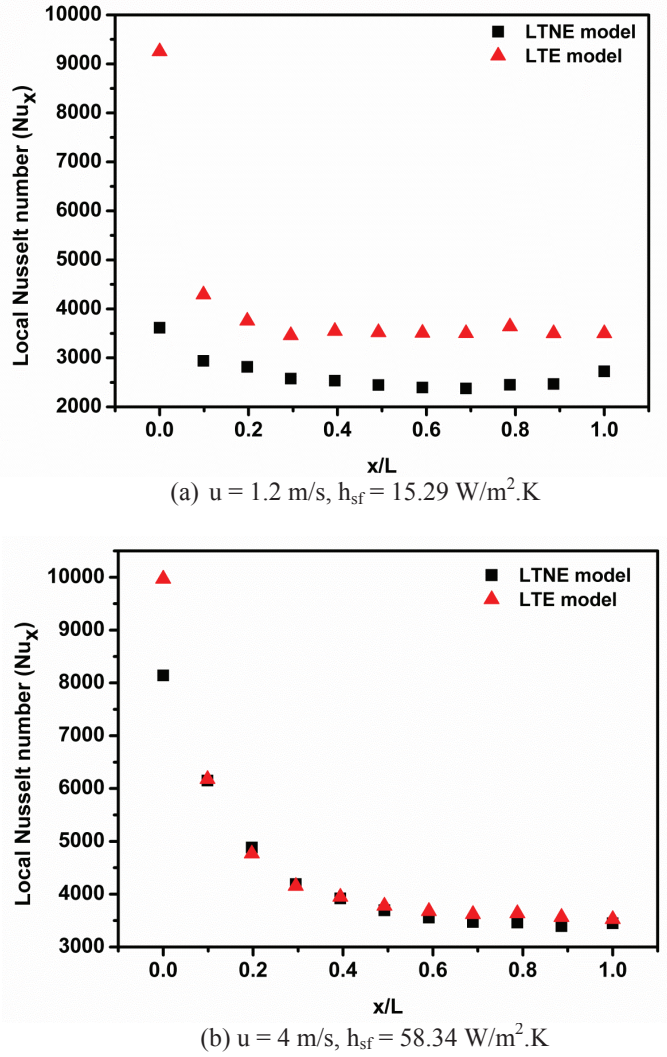 10000
9000
8000
7000
6000
5000
4000
3000
2000
Local Nusselt number (Nux)
LTNE model
LTE model
0.0 0.2 0.4 0.6 0.8 1.0
x/L
(a) u = 1.2 m/s, hsf = 15.29 W/m².K
10000
9000
8000
7000
6000
5000
4000
3000
Local Nusselt number (Nux)
LTNE model
LTE model
0.0 0.2 0.4 0.6 0.8 1.0
x/L
(b) u = 4 m/s, hsf = 58.34 W/m².K